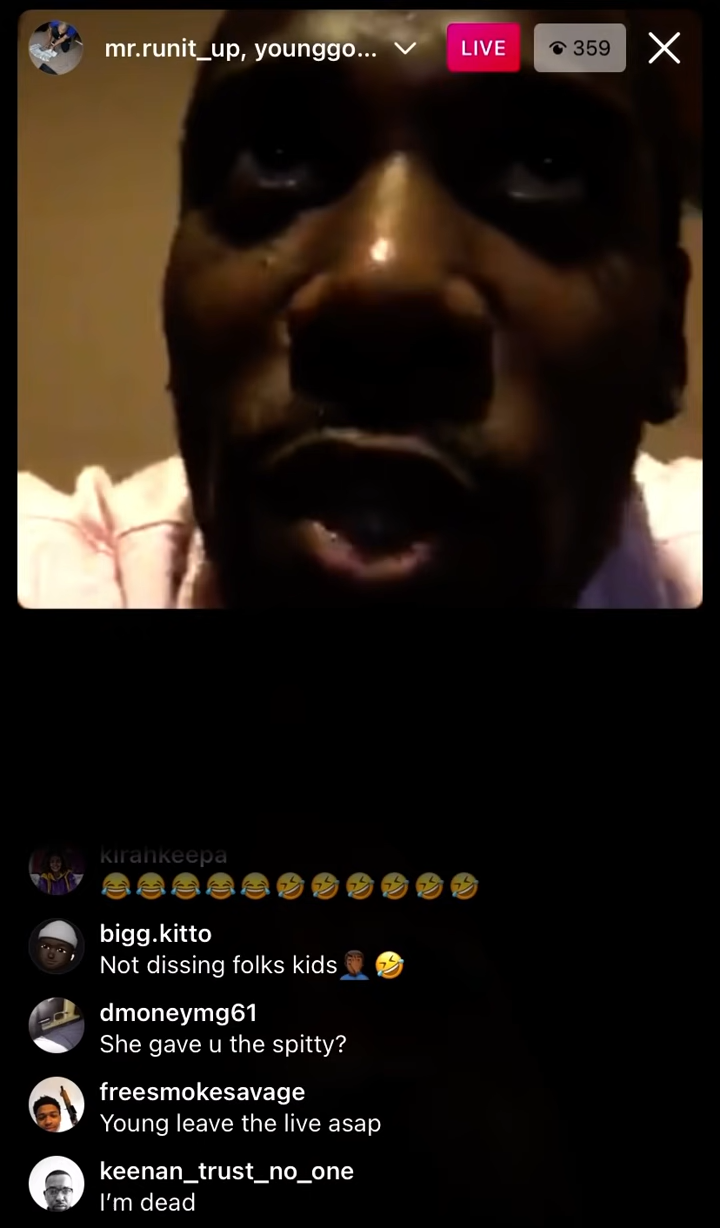 mr.runit_up, younggo...
LIVE
359
kirahkeepa
😂😂😂😂😂🤣🤣🤣🤣🤣🤣
bigg.kitto
Not dissing folks kids🤦🏾‍♂️🤣
dmoneymg61
She gave u the spitty?
freesmokesavage
Young leave the live asap
keenan_trust_no_one
I’m dead